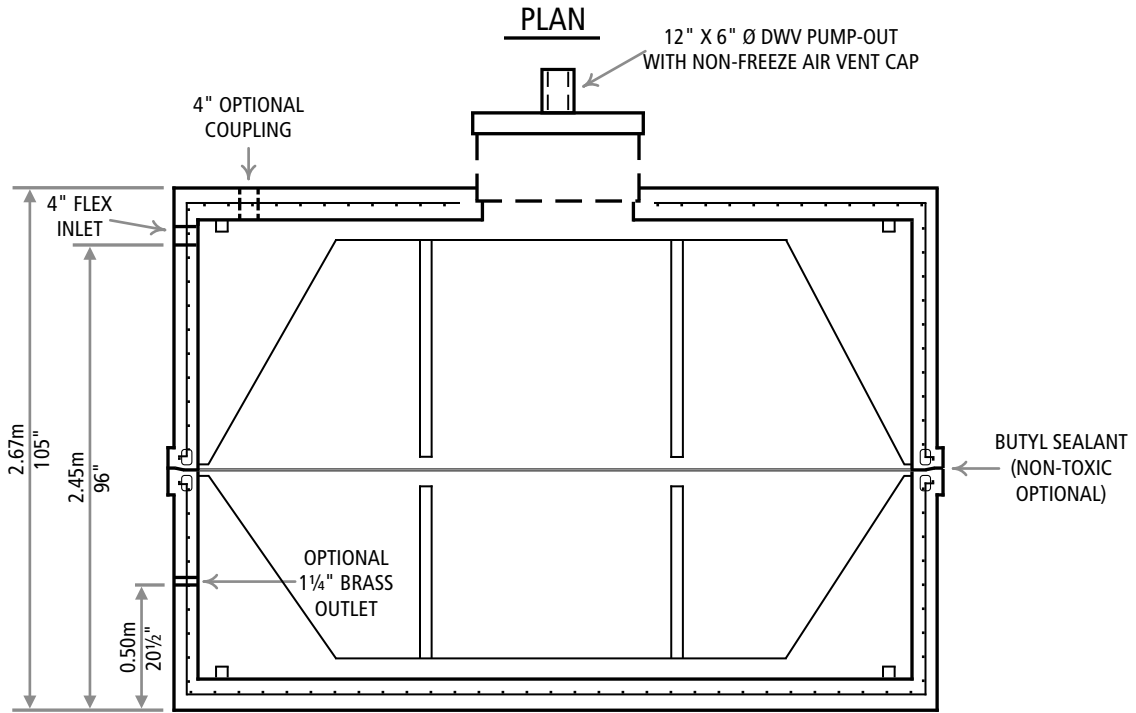 PLAN
12" X 6" Ø DWV PUMP-OUT
WITH NON-FREEZE AIR VENT CAP
4" OPTIONAL
COUPLING
4" FLEX
INLET
2.67m
105"
2.45m
96"
BUTYL SEALANT
(NON-TOXIC
OPTIONAL)
OPTIONAL
1¼" BRASS
OUTLET
0.50m
20½"